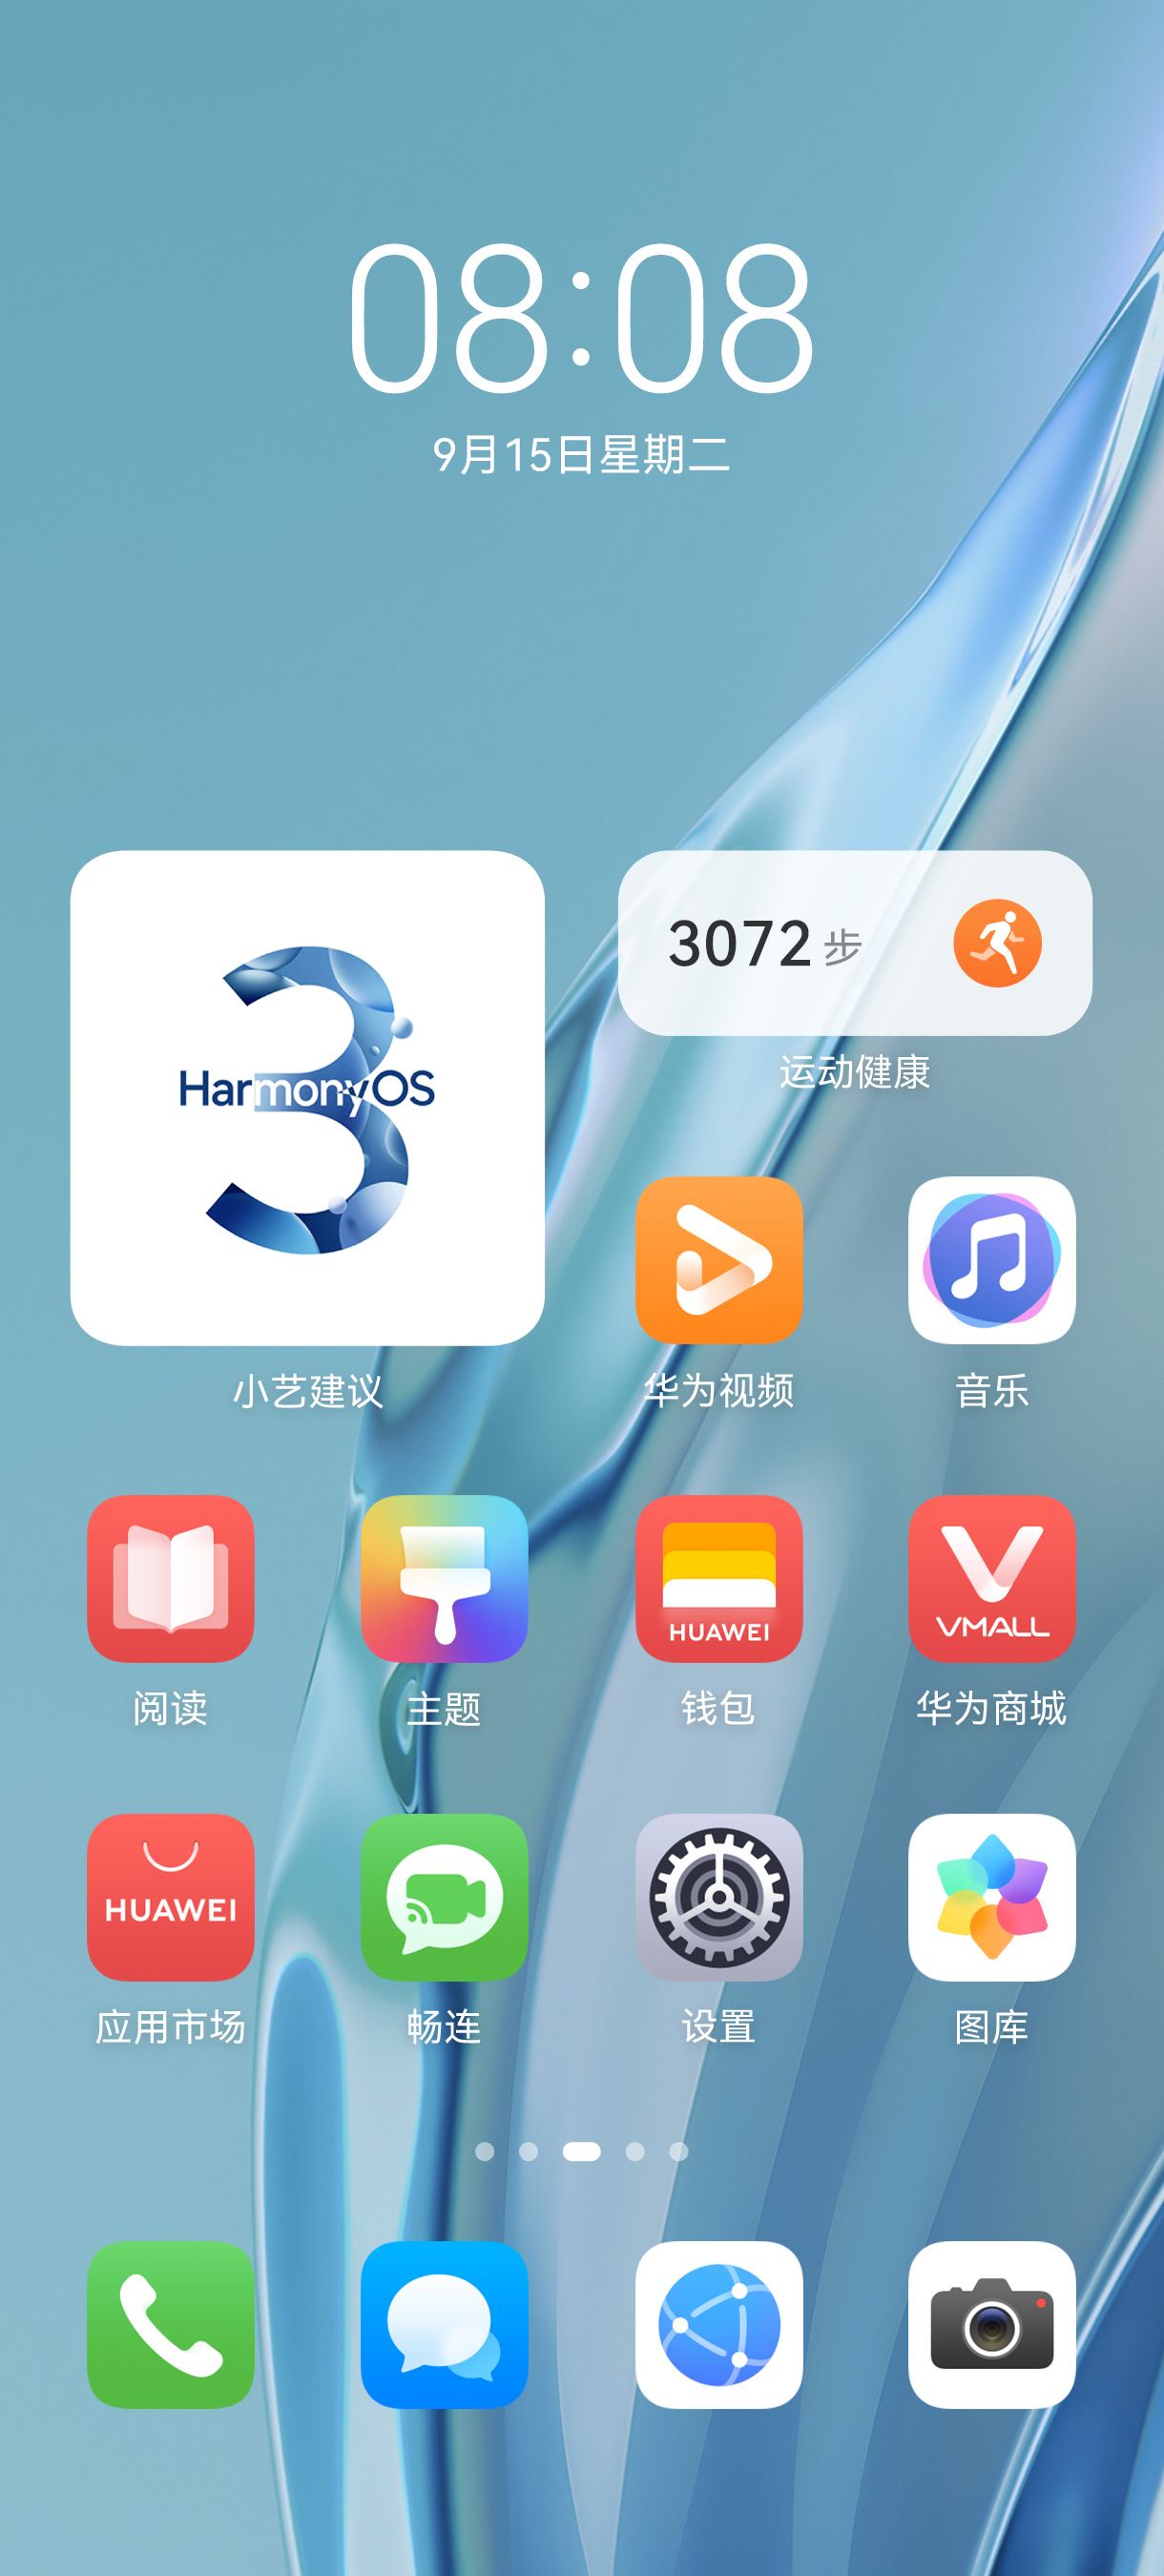 08:08
9月15日星期二
3
HarmonyOS
小艺建议
3072 步
运动健康
华为视频
音乐
HUAWEI
VMALL
阅读
主题
钱包
华为商城
HUAWEI
应用市场
畅连
设置
图库